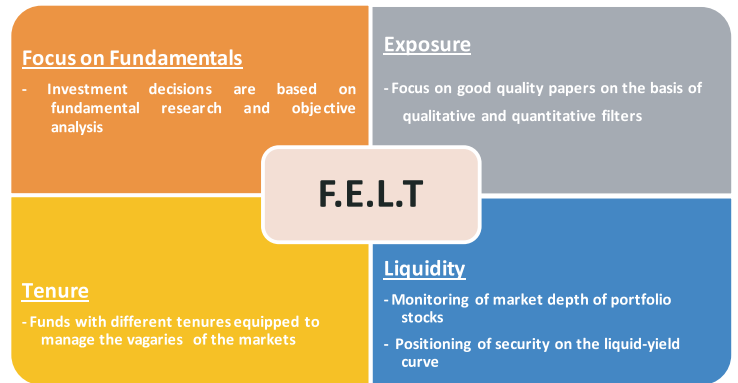 Focus on Fundamentals
- Investment decisions are based on
fundamental research and objective
analysis
Exposure
- Focus on good quality papers on the basis of
qualitative and quantitative filters
F.E.L.T
Tenure
- Funds with different tenures equipped to
manage the vagaries of the markets
Liquidity
- Monitoring of market depth of portfolio
stocks
- Positioning of security on the liquid-yield
curve